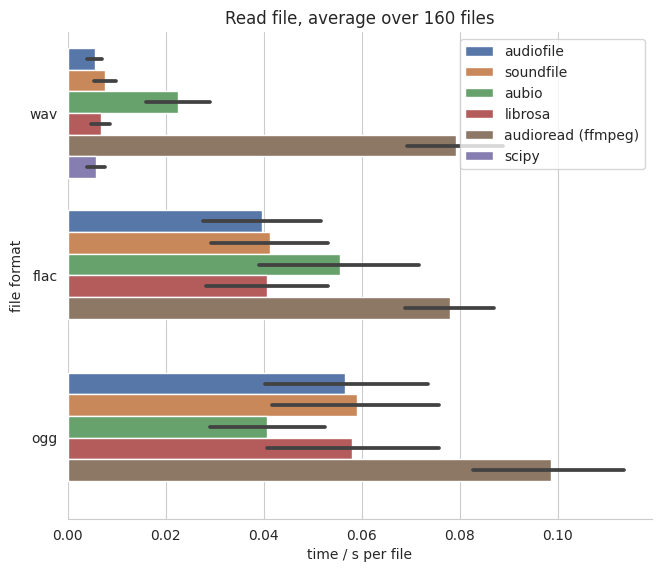 Read file, average over 160 files
audiofile
soundfile
aubio
librosa
audioread (ffmpeg)
scipy
wav
flac
ogg
file format
0.00 0.02 0.04 0.06 0.08 0.10
time / s per file